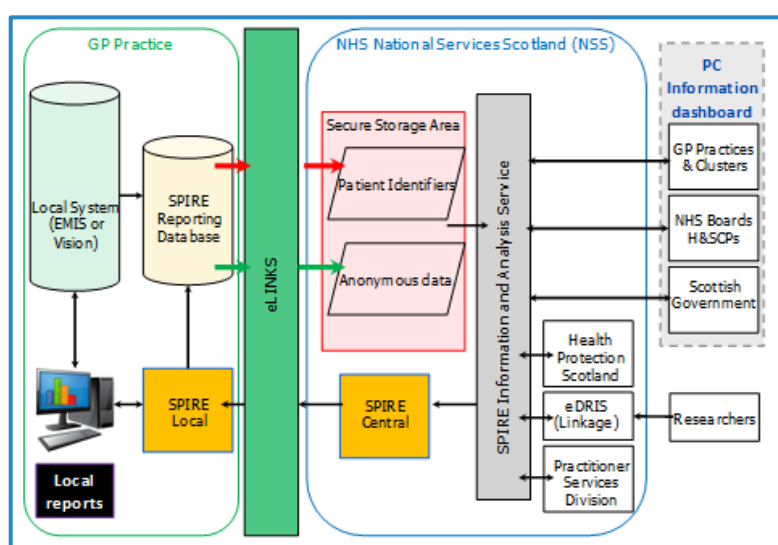 GP Practice
NHS National Services Scotland (NSS)
PC
Information
dashboard
Local System
(EMIS or
Vision)
SPIRE
Reporting
Database
eLINKS
Secure Storage Area
Patient Identifiers
Anonymous data
SPIRE Information and Analysis Service
GP Practices
& Clusters
NHS Boards
H&SCPs
Scottish
Government
Health
Protection
Scotland
eDRIS
(Linkage)
Researchers
Practitioner
Services
Division
SPIRE
Local
SPIRE
Central
Local
reports